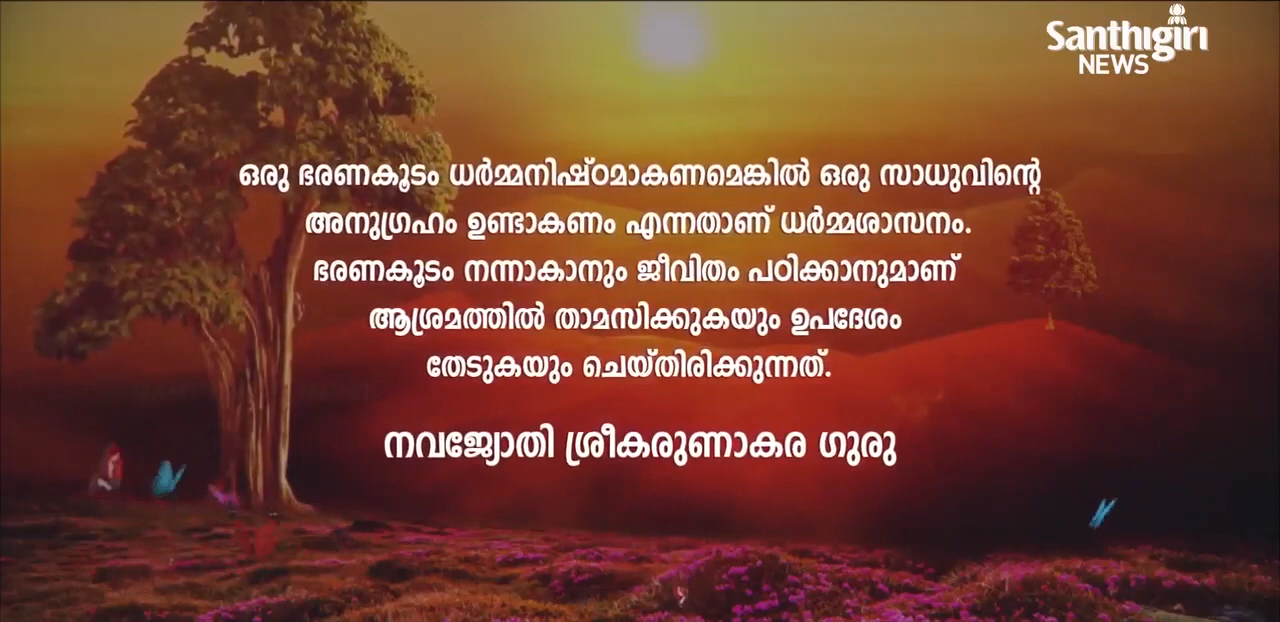 Santhigiri
NEWS
ഒരു ഭരണകൂടം ധർമ്മനിഷ്ഠമാകണമെങ്കിൽ ഒരു സാധുവിന്റെ
അനുഗ്രഹം ഉണ്ടാകണം എന്നതാണ് ധർമ്മശാസനം.
ഭരണകൂടം നന്നാകാനും ജീവിതം പഠിക്കാനുമാണ്
ആശ്രമത്തിൽ താമസിക്കുകയും ഉപദേശം
തേടുകയും ചെയ്തിരിക്കുന്നത്.
നവജ്യോതി ശ്രീകരുണാകര ഗുരു